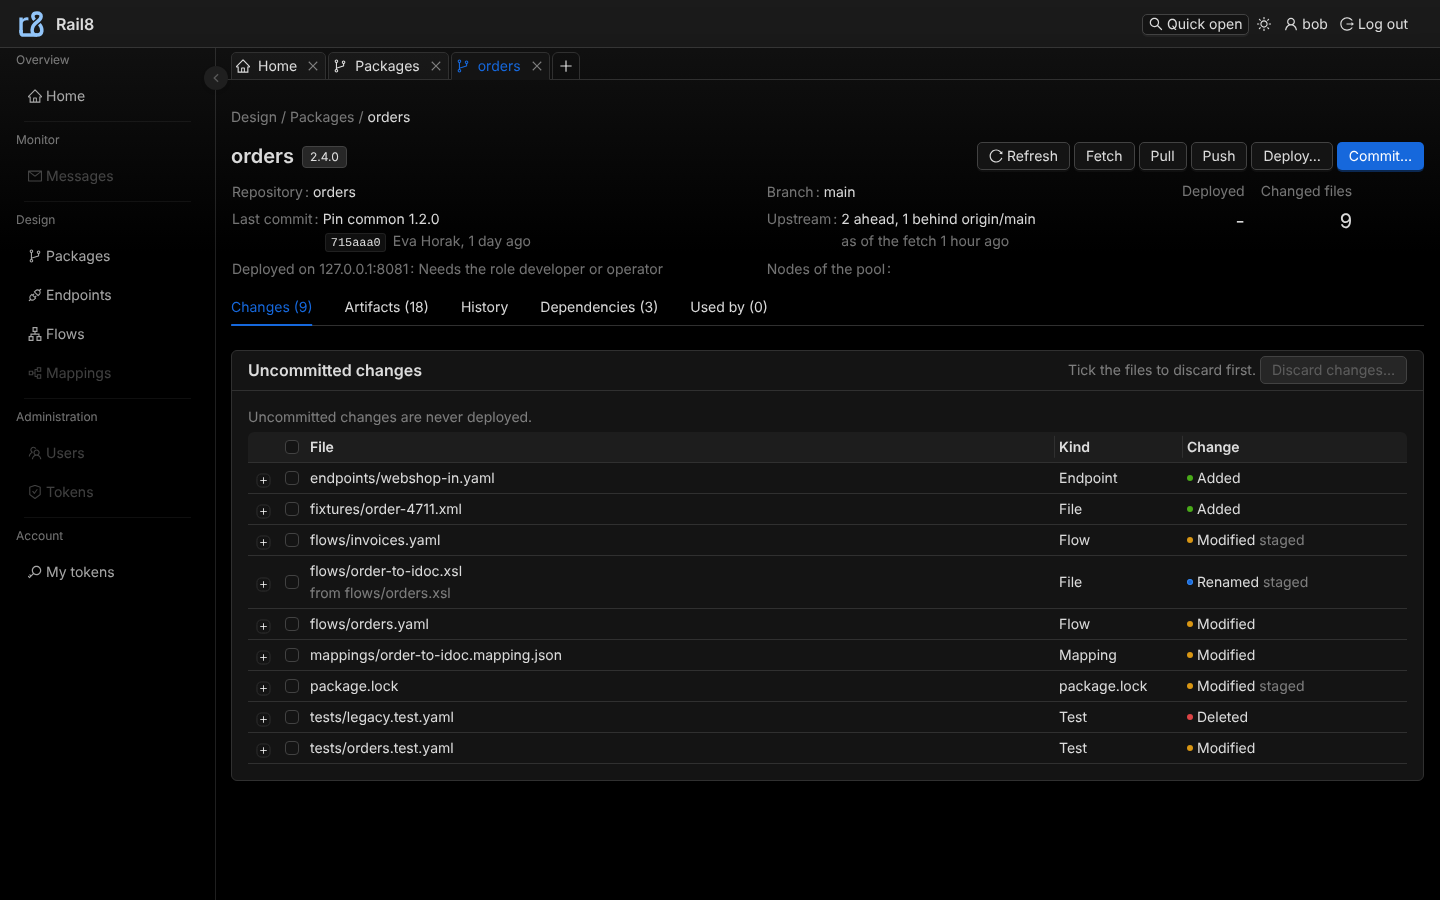 Rail8
Quick open
bob
Log out
Overview
Home
Monitor
Messages
Design
Packages
Endpoints
Flows
Mappings
Administration
Users
Tokens
Account
My tokens
Home
Packages
orders
Design / Packages / orders
orders 2.4.0
Refresh
Fetch
Pull
Push
Deploy...
Commit...
Repository: orders
Branch: main
Deployed
-
Changed files
9
Last commit: Pin common 1.2.0
715aaa0 Eva Horak, 1 day ago
Upstream: 2 ahead, 1 behind origin/main
as of the fetch 1 hour ago
Deployed on 127.0.0.1:8081: Needs the role developer or operator
Nodes of the pool:
Changes (9)
Artifacts (18)
History
Dependencies (3)
Used by (0)
Uncommitted changes
Tick the files to discard first.
Discard changes...
Uncommitted changes are never deployed.
File Kind Change
endpoints/webshop-in.yaml Endpoint Added
fixtures/order-4711.xml File Added
flows/invoices.yaml Flow Modified staged
flows/order-to-idoc.xsl File Renamed staged
from flows/orders.xsl
flows/orders.yaml Flow Modified
mappings/order-to-idoc.mapping.json Mapping Modified
package.lock package.lock Modified staged
tests/legacy.test.yaml Test Deleted
tests/orders.test.yaml Test Modified